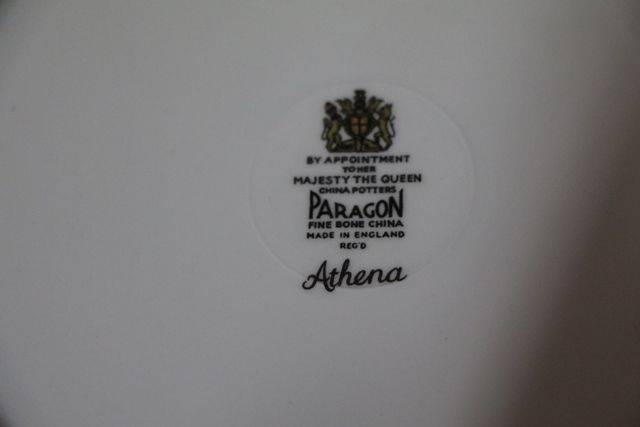 BY APPOINTMENT
TO HER
MAJESTY THE QUEEN
CHINA POTTERS
PARAGON
FINE BONE CHINA
MADE IN ENGLAND
REG'D
Athena